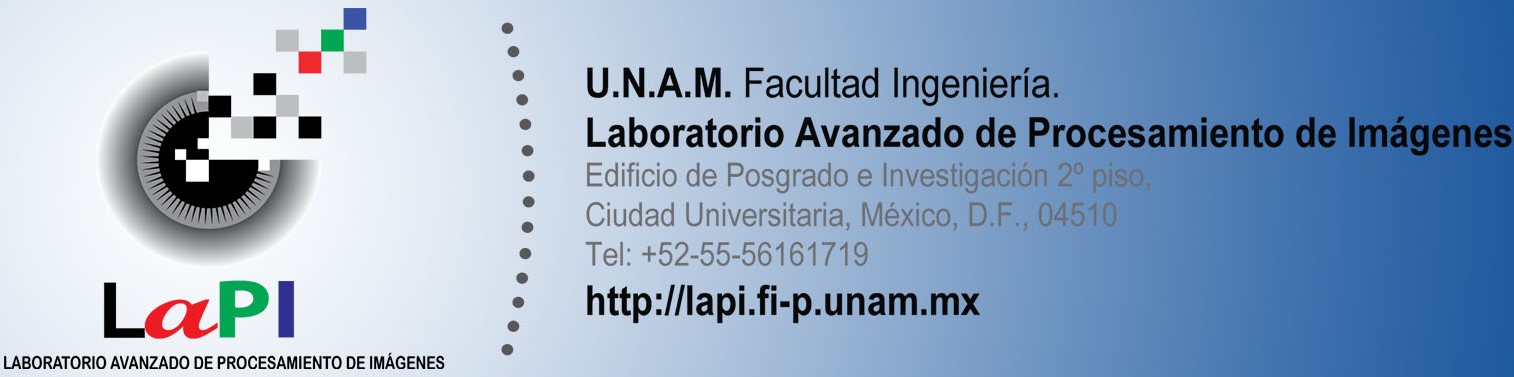 LaPI
LABORATORIO AVANZADO DE PROCESAMIENTO DE IMÁGENES
U.N.A.M. Facultad Ingeniería.
Laboratorio Avanzado de Procesamiento de Imágenes
Edificio de Posgrado e Investigación 2º piso,
Ciudad Universitaria, México, D.F., 04510
Tel: +52-55-56161719
http://lapi.fi-p.unam.mx